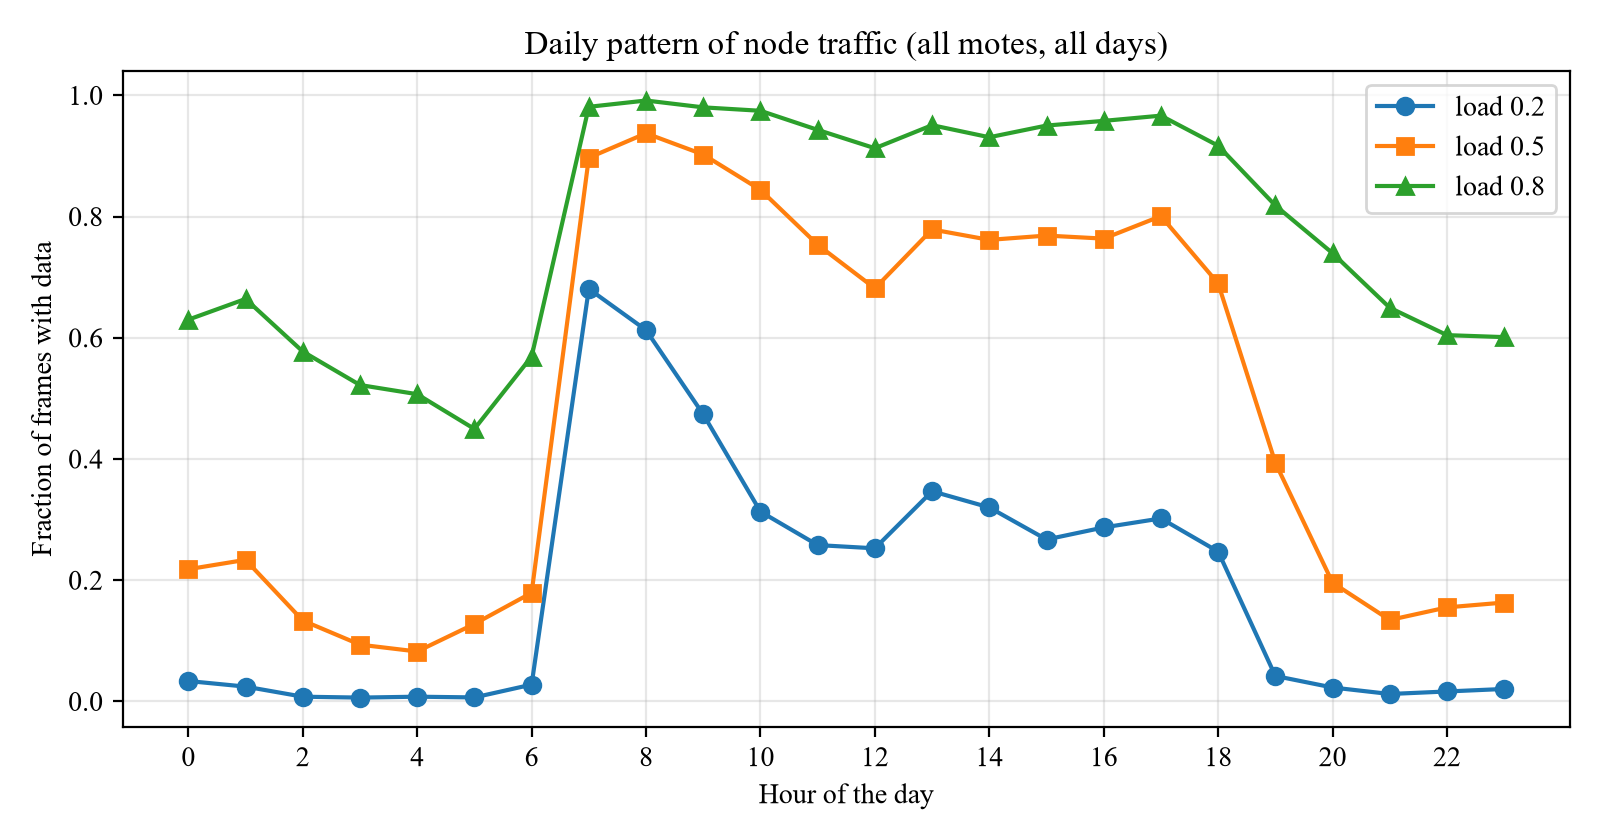 Daily pattern of node traffic (all motes, all days)
load 0.2
load 0.5
load 0.8
Fraction of frames with data
1.0
0.8
0.6
0.4
0.2
0.0
0 2 4 6 8 10 12 14 16 18 20 22
Hour of the day